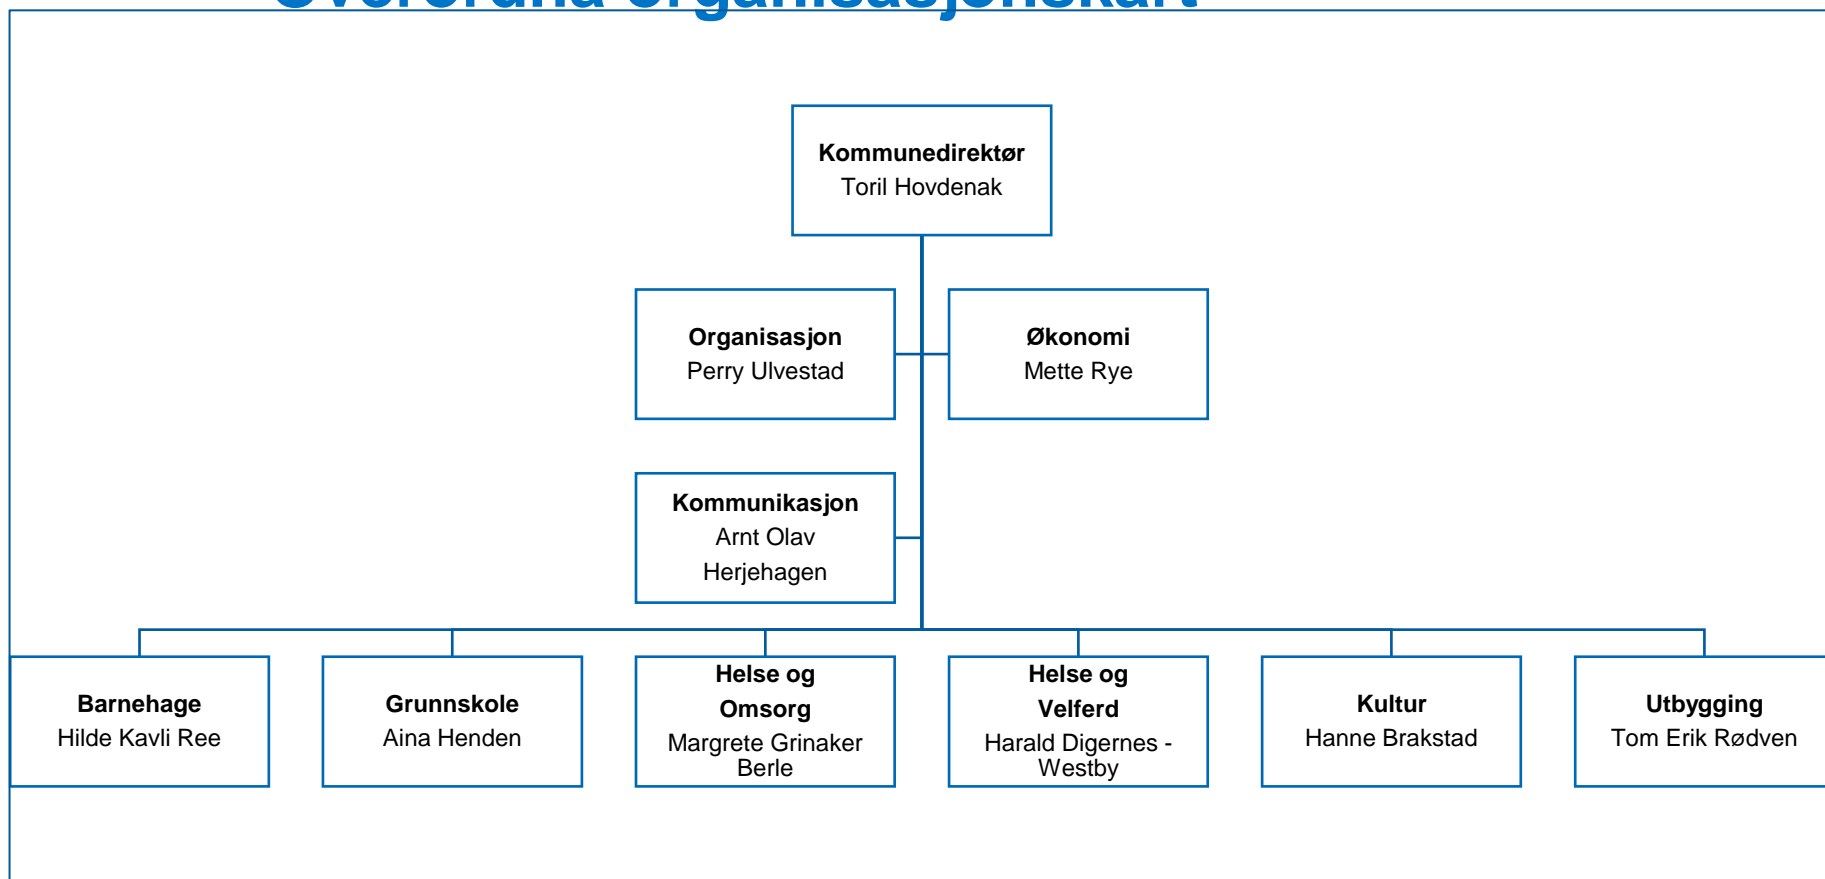 Overordna organisasjonskart
Kommunedirektør
Toril Hovdenak
Organisasjon
Perry Ulvestad
Økonomi
Mette Rye
Kommunikasjon
Arnt Olav
Herjehagen
Barnehage
Hilde Kavli Ree
Grunnskole
Aina Henden
Helse og
Omsorg
Margrete Grinaker
Berle
Helse og
Velferd
Harald Digernes -
Westby
Kultur
Hanne Brakstad
Utbygging
Tom Erik Rødven